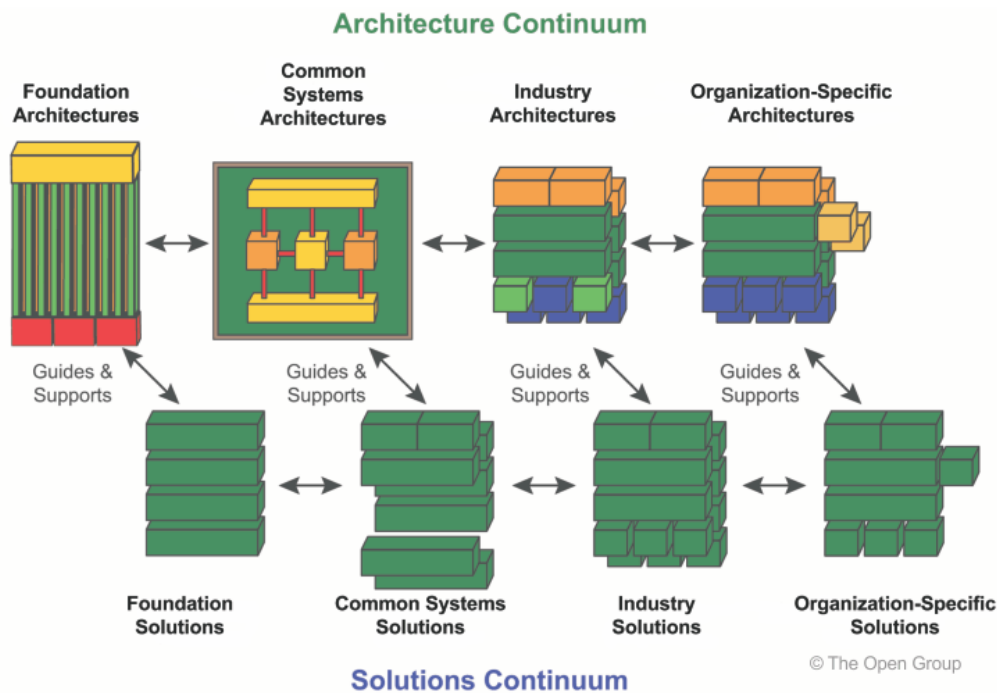 Architecture Continuum
Foundation
Architectures
Common
Systems
Architectures
Industry
Architectures
Organization-Specific
Architectures
Guides &
Supports
Guides &
Supports
Guides &
Supports
Guides &
Supports
Foundation
Solutions
Common Systems
Solutions
Industry
Solutions
Organization-Specific
Solutions
© The Open Group
Solutions Continuum